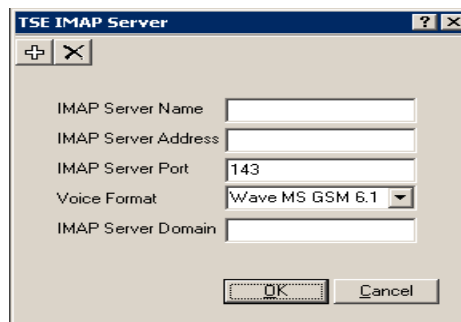 TSE IMAP Server
IMAP Server Name
IMAP Server Address
IMAP Server Port 143
Voice Format Wave MS GSM 6.1
IMAP Server Domain
OK Cancel